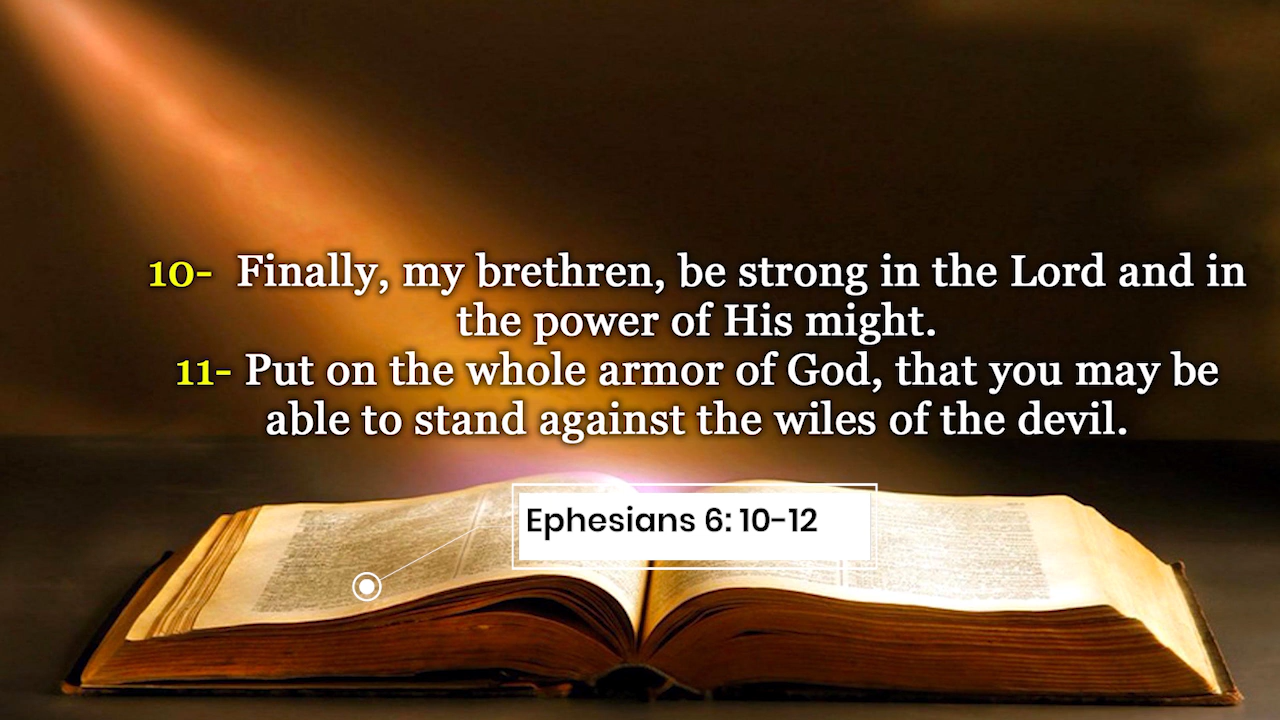 10- Finally, my brethren, be strong in the Lord and in
the power of His might.
11- Put on the whole armor of God, that you may be
able to stand against the wiles of the devil.
Ephesians 6: 10-12